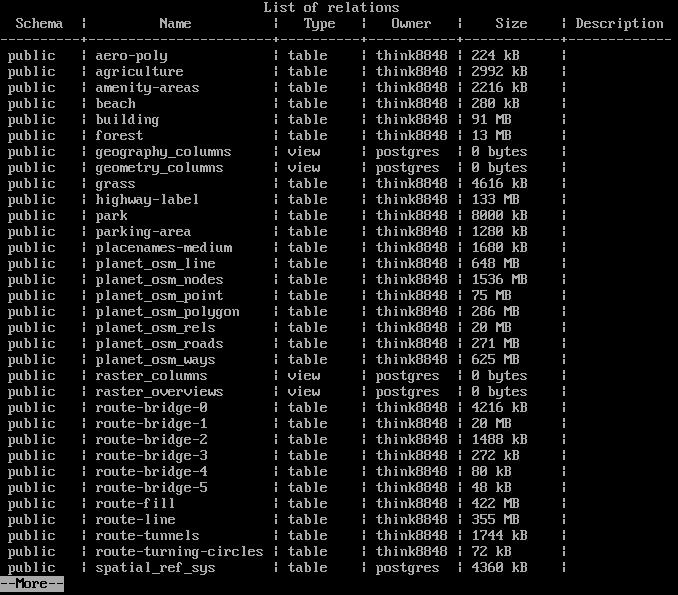 List of relations
Schema | Name | Type | Owner | Size | Description
--------+-----------------------+-------+------------+---------+-------------
public | aero-poly | table | think8848 | 224 kB |
public | agriculture | table | think8848 | 2992 kB |
public | amenity-areas | table | think8848 | 2216 kB |
public | beach | table | think8848 | 280 kB |
public | building | table | think8848 | 91 MB |
public | forest | table | think8848 | 13 MB |
public | geography_columns | view | postgres | 0 bytes |
public | geometry_columns | view | postgres | 0 bytes |
public | grass | table | think8848 | 4616 kB |
public | highway-label | table | think8848 | 133 MB |
public | park | table | think8848 | 8000 kB |
public | parking-area | table | think8848 | 1280 kB |
public | placenames-medium | table | think8848 | 1680 kB |
public | planet_osm_line | table | think8848 | 648 MB |
public | planet_osm_nodes | table | think8848 | 1536 MB |
public | planet_osm_point | table | think8848 | 75 MB |
public | planet_osm_polygon | table | think8848 | 286 MB |
public | planet_osm_rels | table | think8848 | 20 MB |
public | planet_osm_roads | table | think8848 | 271 MB |
public | planet_osm_ways | table | think8848 | 625 MB |
public | raster_columns | view | postgres | 0 bytes |
public | raster_overviews | view | postgres | 0 bytes |
public | route-bridge-0 | table | think8848 | 4216 kB |
public | route-bridge-1 | table | think8848 | 20 MB |
public | route-bridge-2 | table | think8848 | 1488 kB |
public | route-bridge-3 | table | think8848 | 272 kB |
public | route-bridge-4 | table | think8848 | 80 kB |
public | route-bridge-5 | table | think8848 | 48 kB |
public | route-fill | table | think8848 | 422 MB |
public | route-line | table | think8848 | 355 MB |
public | route-tunnels | table | think8848 | 1744 kB |
public | route-turning-circles | table | think8848 | 72 kB |
public | spatial_ref_sys | table | postgres | 4360 kB |
--More--